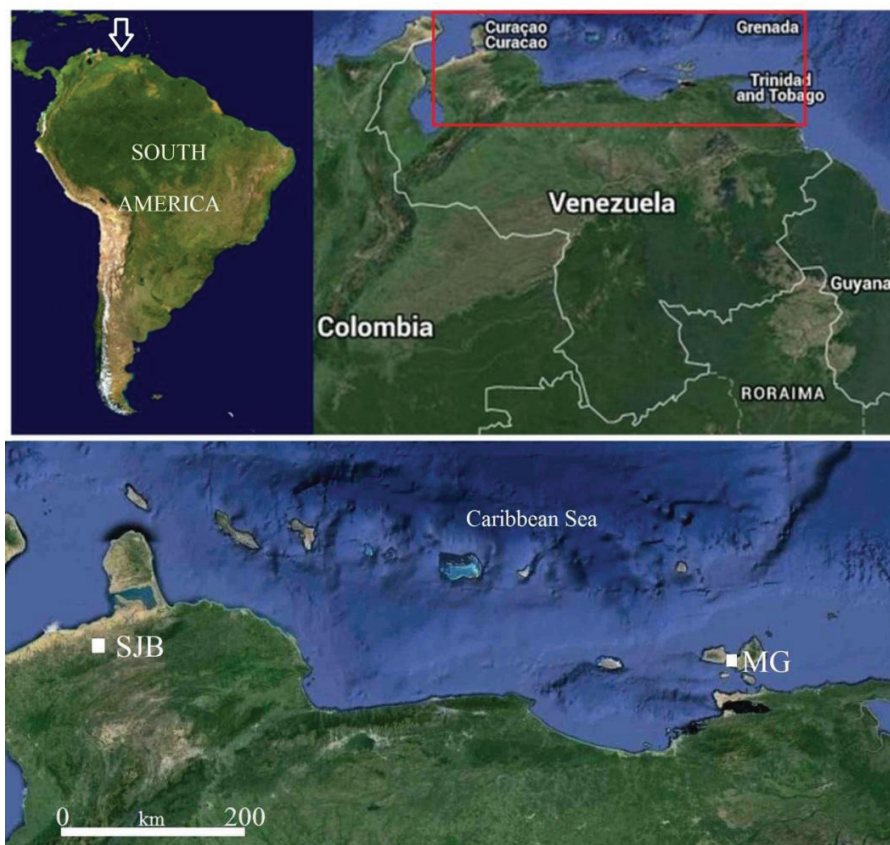 SOUTH
AMERICA
Curaçao
Curacao
Grenada
Trinidad
and Tobago
Venezuela
Guyana
Colombia
RORAIMA
Caribbean Sea
SJB
MG
0 km 200